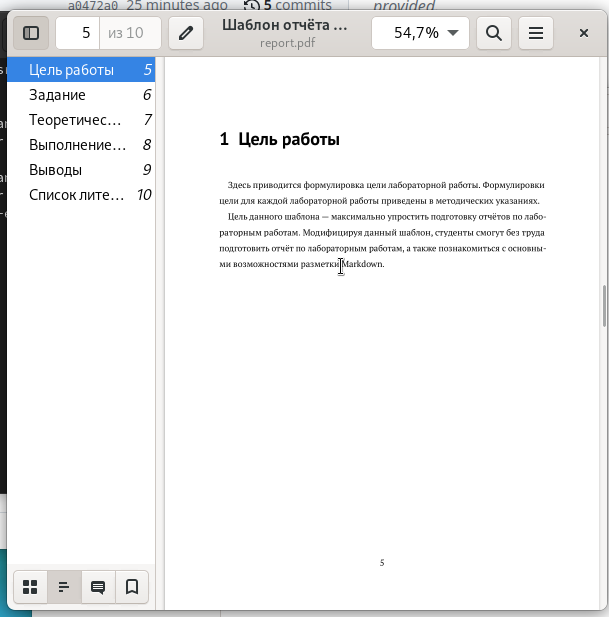 a0472a0 25 minutes ago 5 commits
provided
5 из 10
Шаблон отчёта …
report.pdf
54,7%
Цель работы 5
Задание 6
Теоретичес… 7
Выполнение… 8
Выводы 9
Список лите… 10
1 Цель работы
Здесь приводится формулировка цели лабораторной работы. Формулировки
цели для каждой лабораторной работы приведены в методических указаниях.
Цель данного шаблона — максимально упростить подготовку отчётов по лабо-
раторным работам. Модифицируя данный шаблон, студенты смогут без труда
подготовить отчёт по лабораторным работам, а также познакомиться с основны-
ми возможностями разметки Markdown.
5